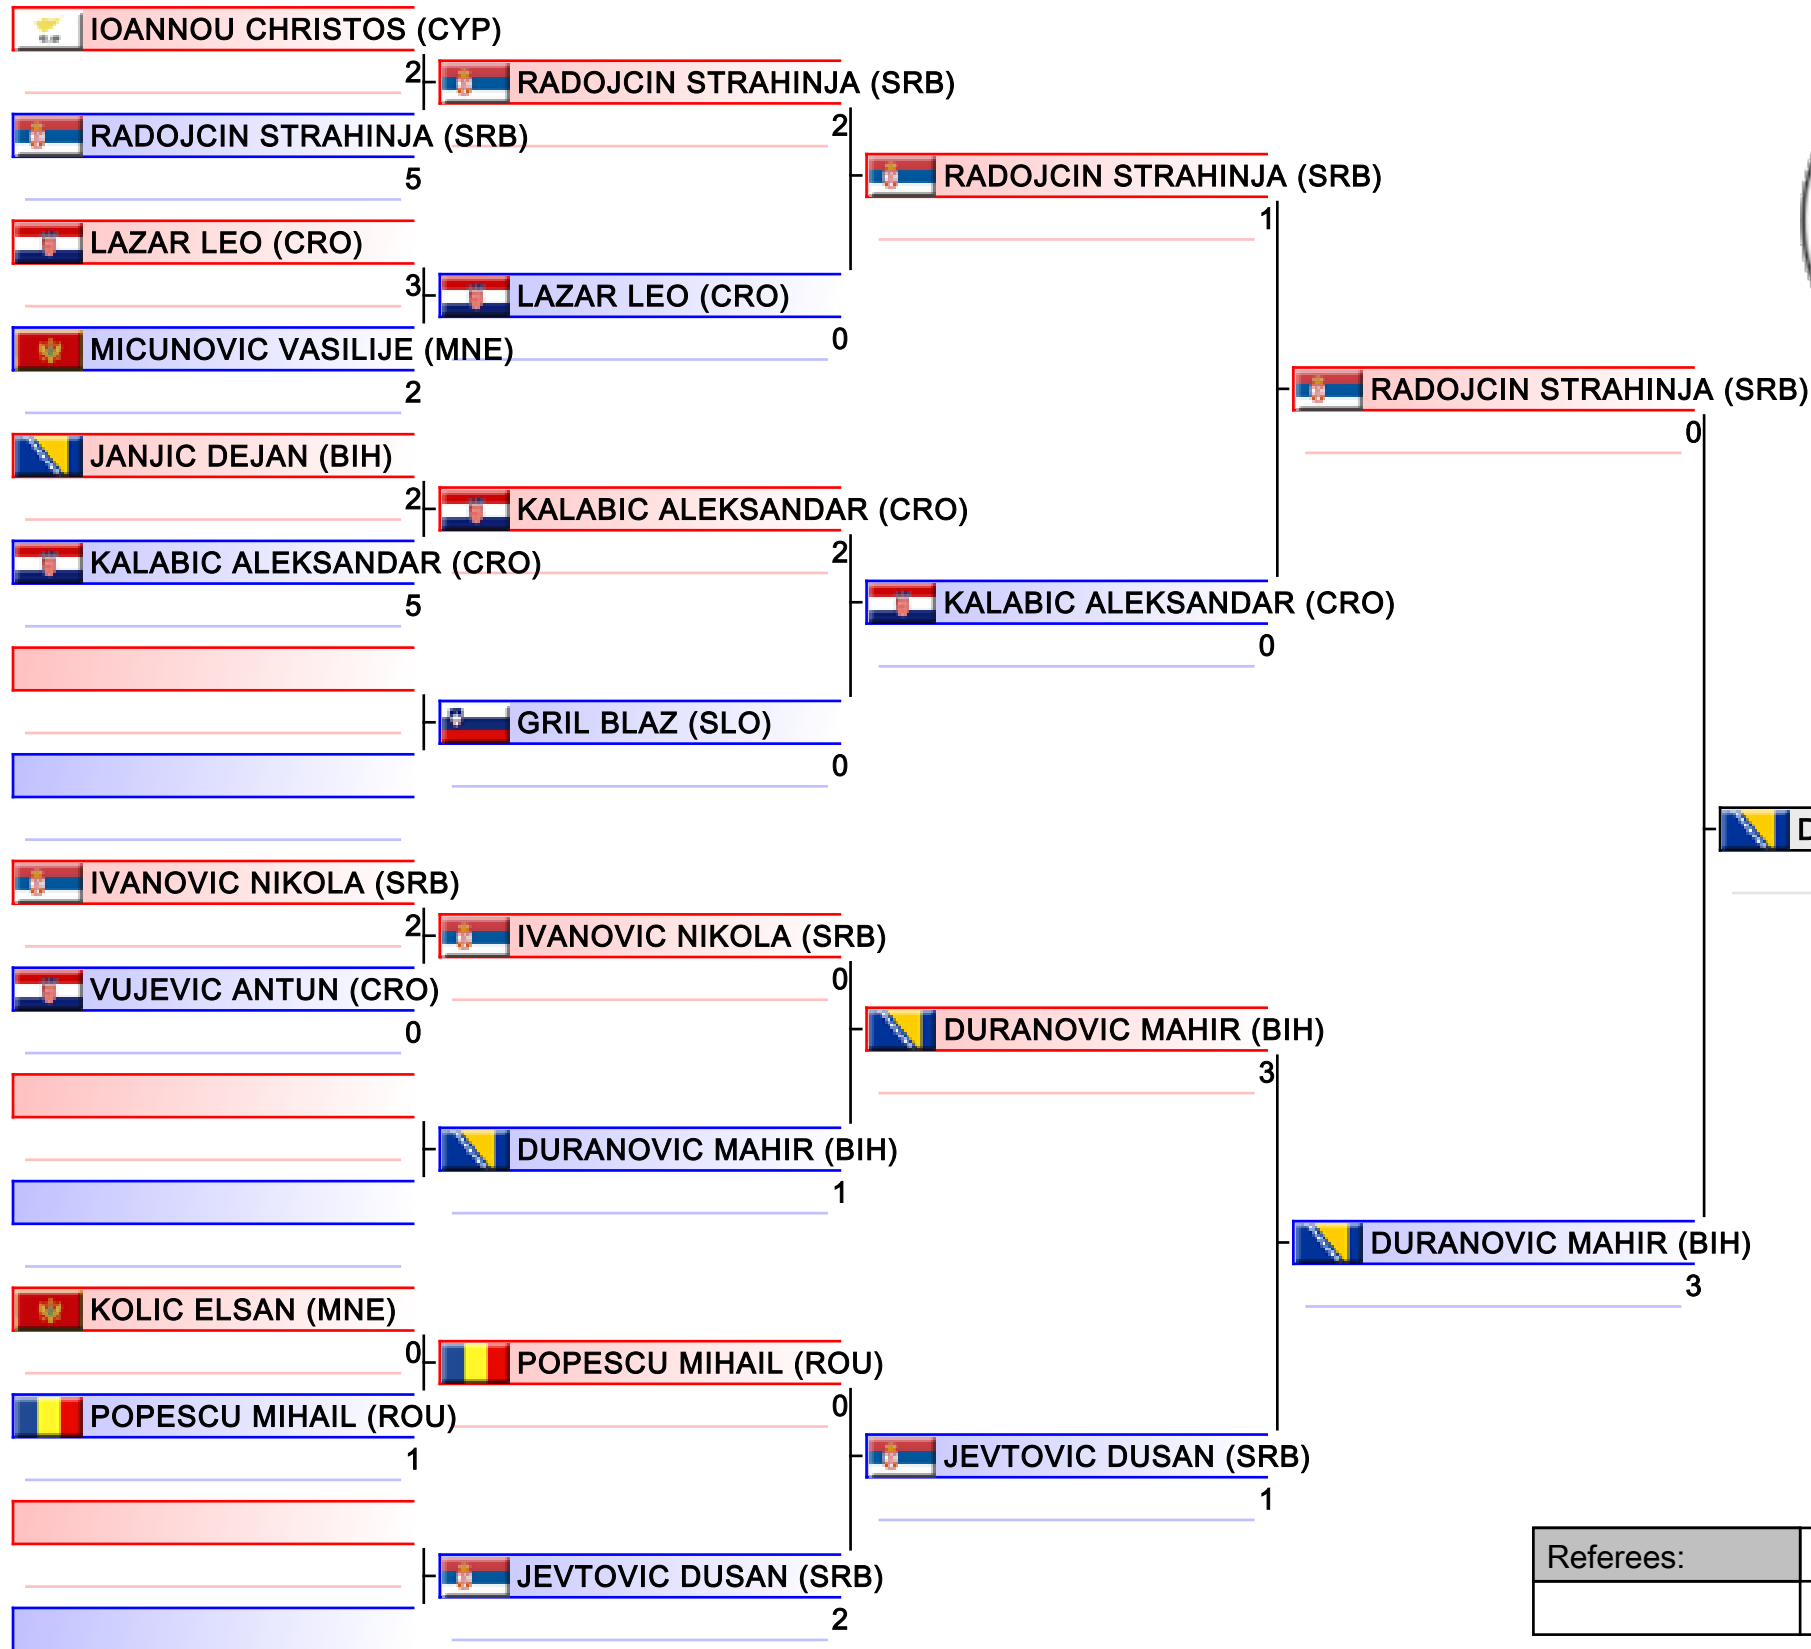 IOANNOU CHRISTOS (CYP)
2
RADOJCIN STRAHINJA (SRB)
5
LAZAR LEO (CRO)
3
MICUNOVIC VASILIJE (MNE)
2
JANJIC DEJAN (BIH)
2
KALABIC ALEKSANDAR (CRO)
5
IVANOVIC NIKOLA (SRB)
2
VUJEVIC ANTUN (CRO)
0
KOLIC ELSAN (MNE)
0
POPESCU MIHAIL (ROU)
1
RADOJCIN STRAHINJA (SRB)
2
LAZAR LEO (CRO)
0
KALABIC ALEKSANDAR (CRO)
2
GRIL BLAZ (SLO)
0
IVANOVIC NIKOLA (SRB)
0
DURANOVIC MAHIR (BIH)
1
POPESCU MIHAIL (ROU)
0
JEVTOVIC DUSAN (SRB)
2
RADOJCIN STRAHINJA (SRB)
1
KALABIC ALEKSANDAR (CRO)
0
DURANOVIC MAHIR (BIH)
3
JEVTOVIC DUSAN (SRB)
1
RADOJCIN STRAHINJA (SRB)
0
DURANOVIC MAHIR (BIH)
3
Referees: